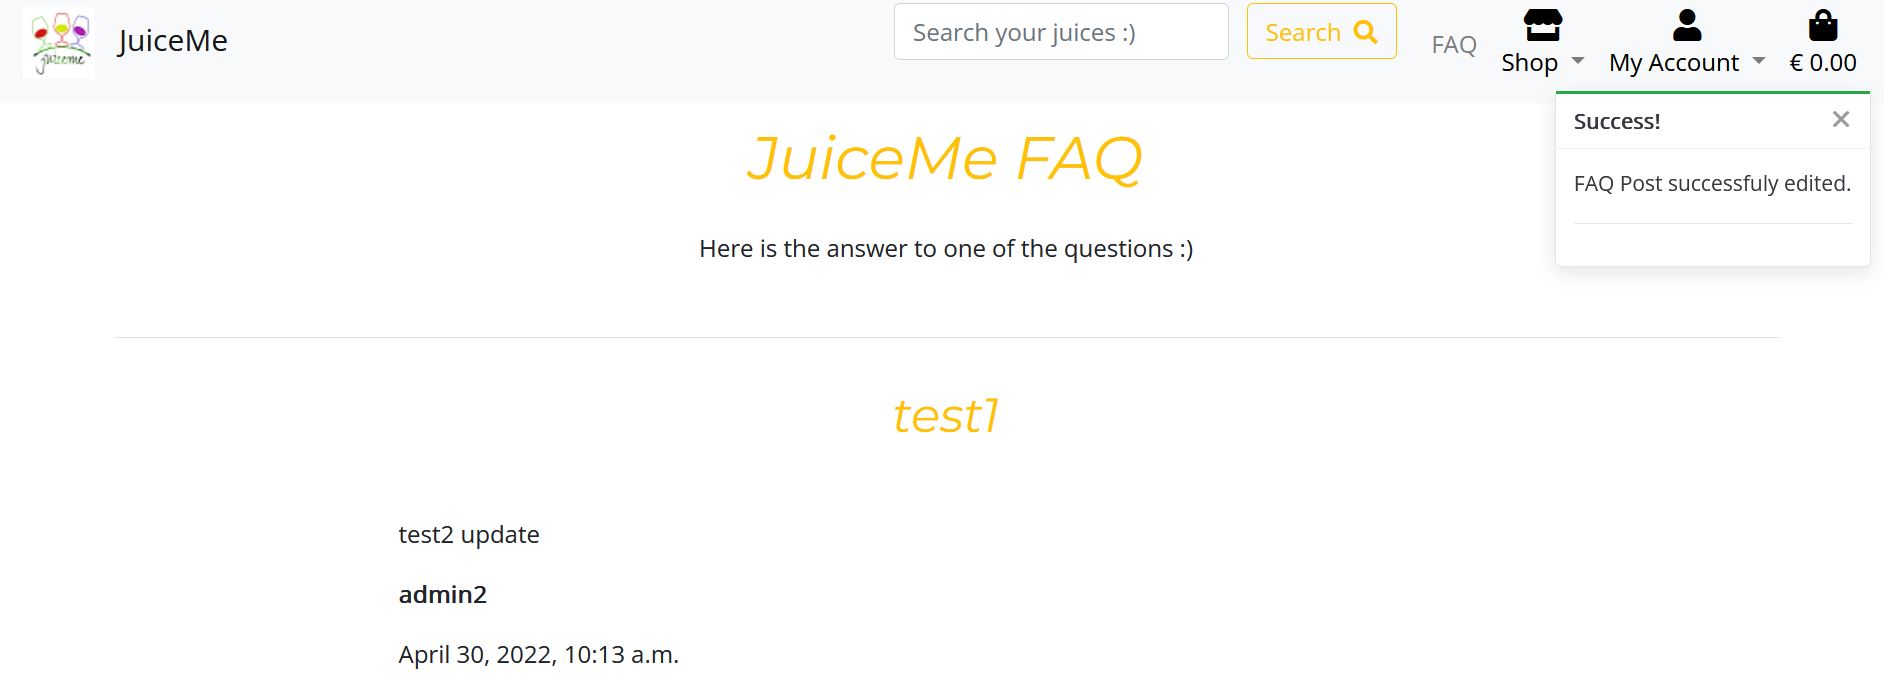 juiceme
JuiceMe
Search your juices :)
Search
FAQ
Shop
My Account
€ 0.00
Success!
FAQ Post successfuly edited.
JuiceMe FAQ
Here is the answer to one of the questions :)
test1
test2 update
admin2
April 30, 2022, 10:13 a.m.